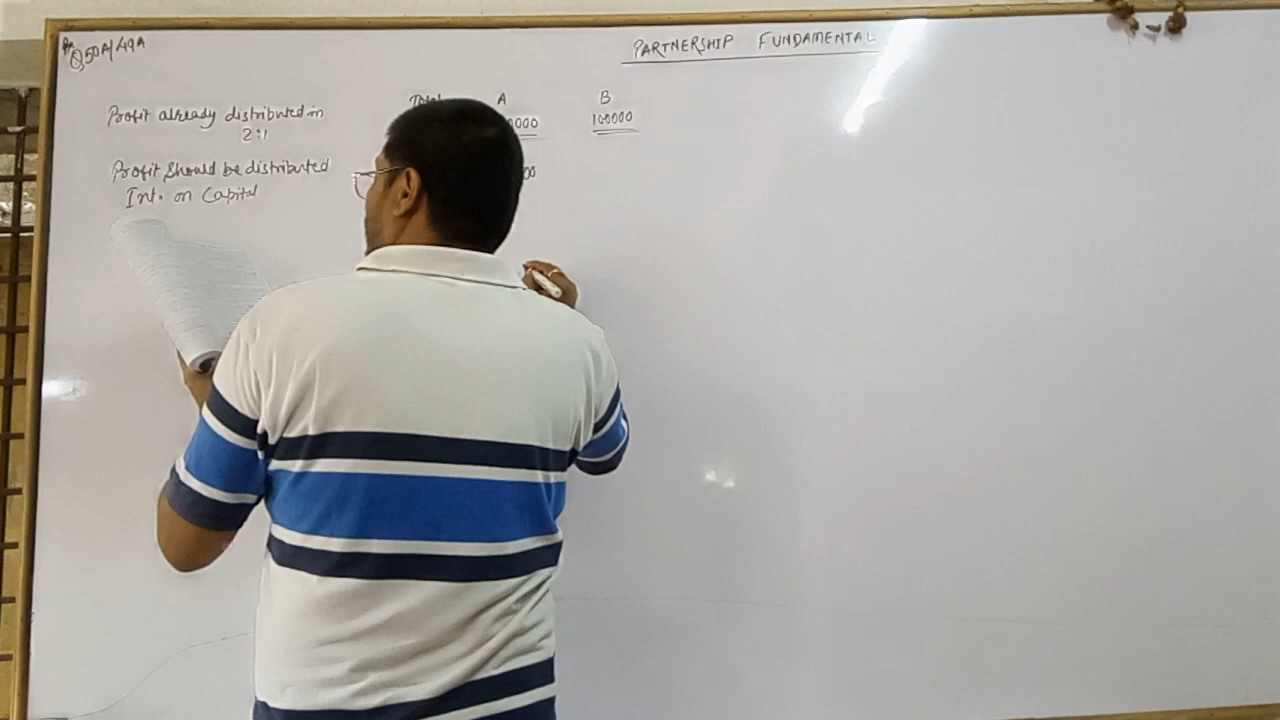 Q50A/49A
PARTNERSHIP FUNDAMENTAL
A B
Profit already distributed in 0000 100000
2:1
Profit should be distributed 00
Int. on Capital